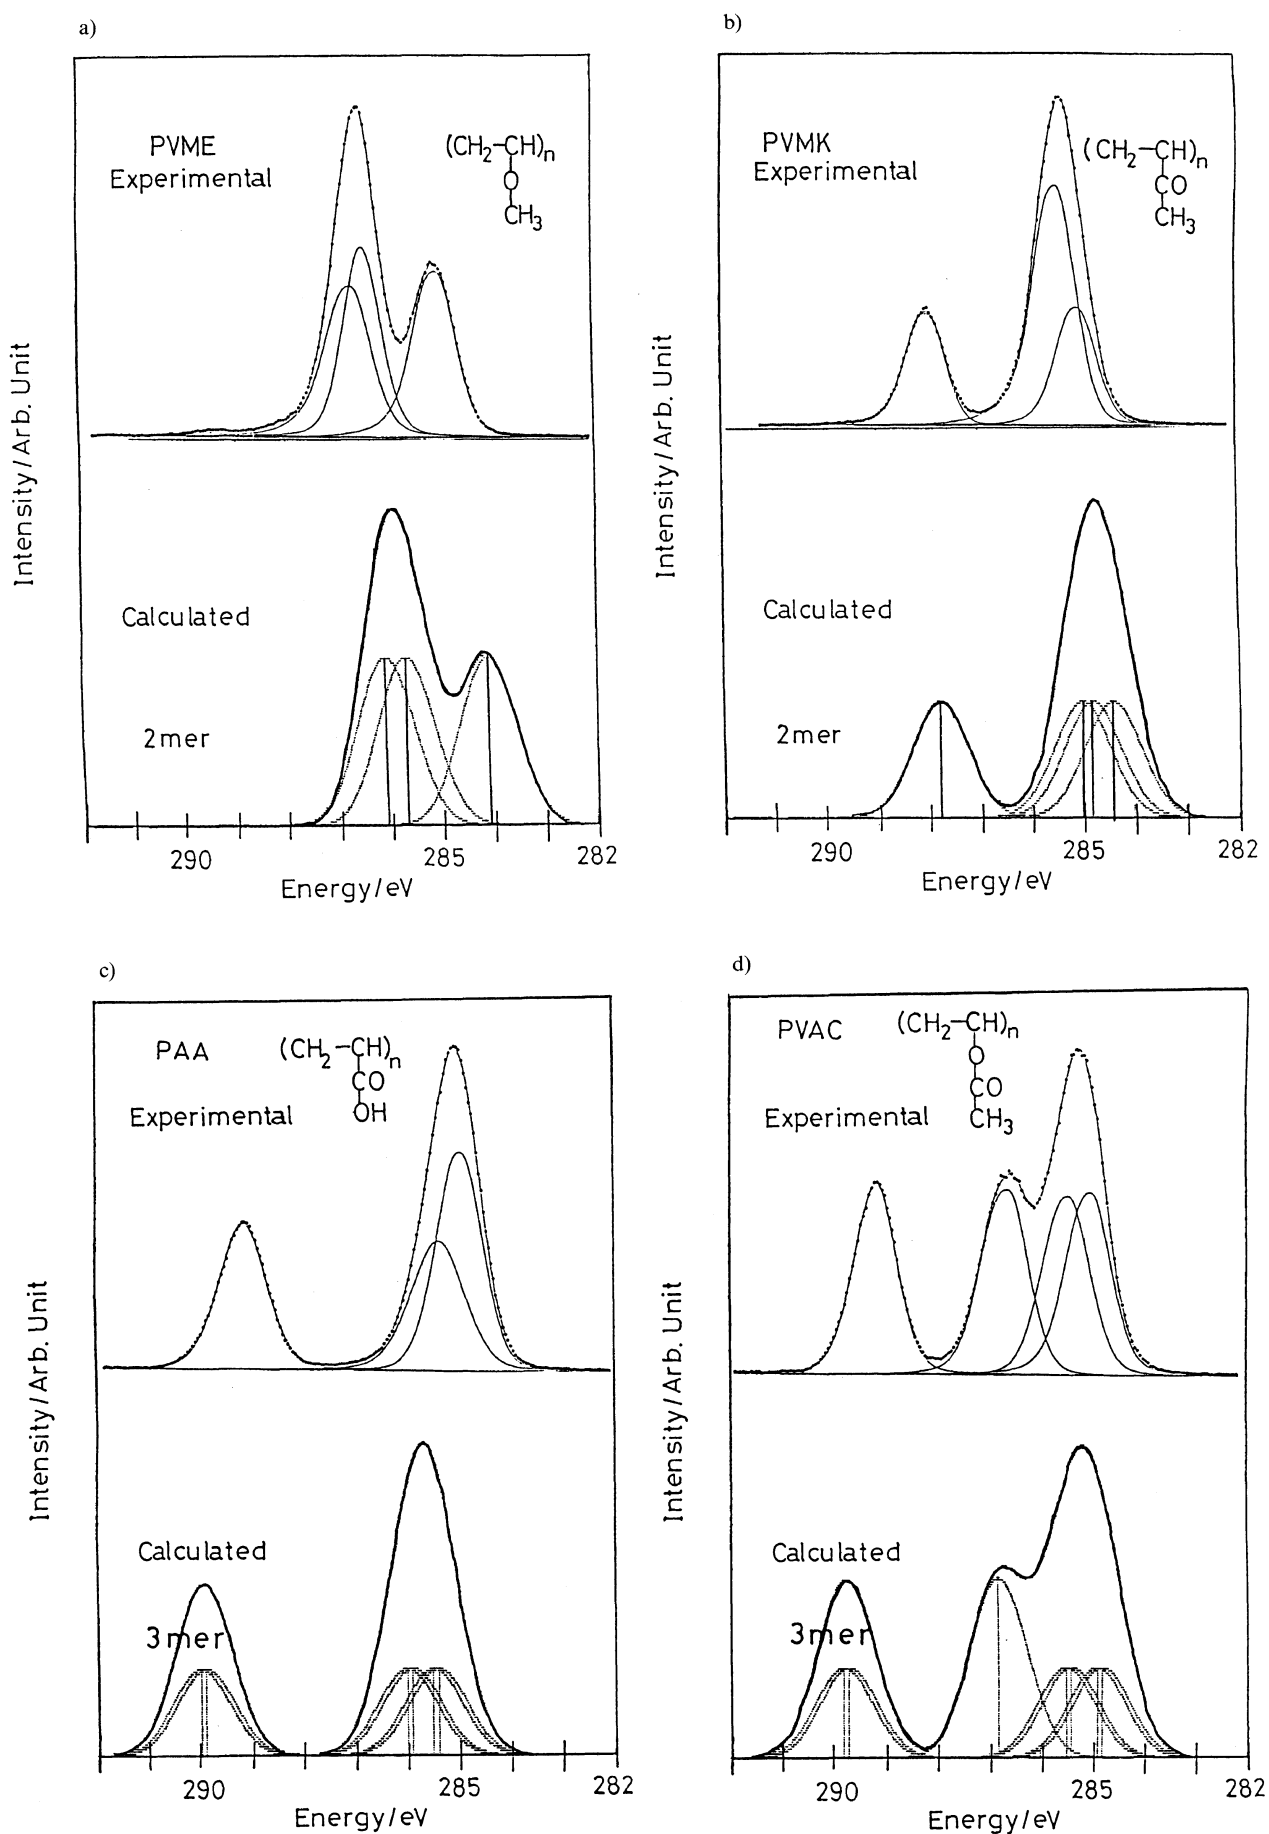 a)
PVME
Experimental
(CH2-CH)n
O
CH3
Intensity/Arb. Unit
Calculated
2mer
290
285
282
Energy/eV
b)
PVMK
Experimental
(CH2-CH)n
CO
CH3
Intensity/Arb. Unit
Calculated
2mer
290
285
282
Energy/eV
c)
PAA
(CH2-CH)n
CO
OH
Experimental
Intensity/Arb. Unit
Calculated
3mer
290
285
282
Energy/eV
d)
PVAC
(CH2-CH)n
O
CO
CH3
Experimental
Intensity/Arb. Unit
Calculated
3mer
290
285
282
Energy/eV